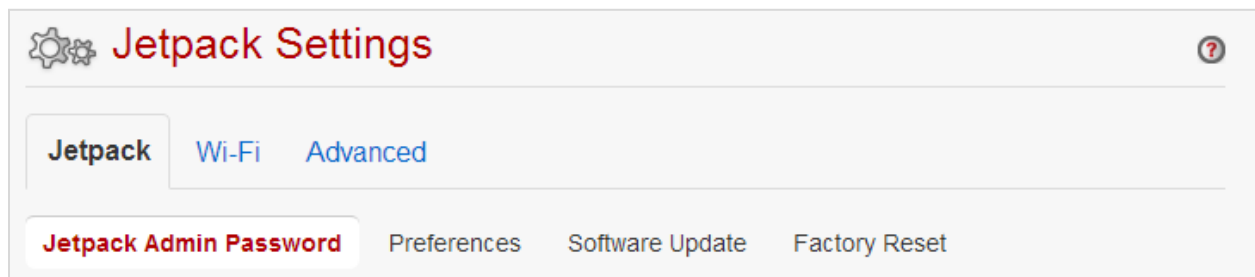 Jetpack Settings ?
Jetpack Wi-Fi Advanced
Jetpack Admin Password Preferences Software Update Factory Reset